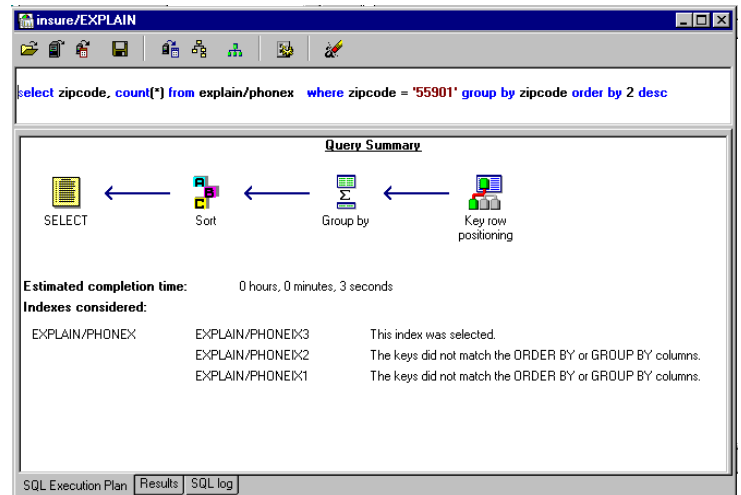 insure/EXPLAIN
select zipcode, count(*) from explain/phonex where zipcode = '55901' group by zipcode order by 2 desc
Query Summary
SELECT
Sort
Group by
Key row
positioning
Estimated completion time: 0 hours, 0 minutes, 3 seconds
Indexes considered:
EXPLAIN/PHONEX EXPLAIN/PHONEIX3 This index was selected.
EXPLAIN/PHONEIX2 The keys did not match the ORDER BY or GROUP BY columns.
EXPLAIN/PHONEIX1 The keys did not match the ORDER BY or GROUP BY columns.
SQL Execution Plan Results SQL log